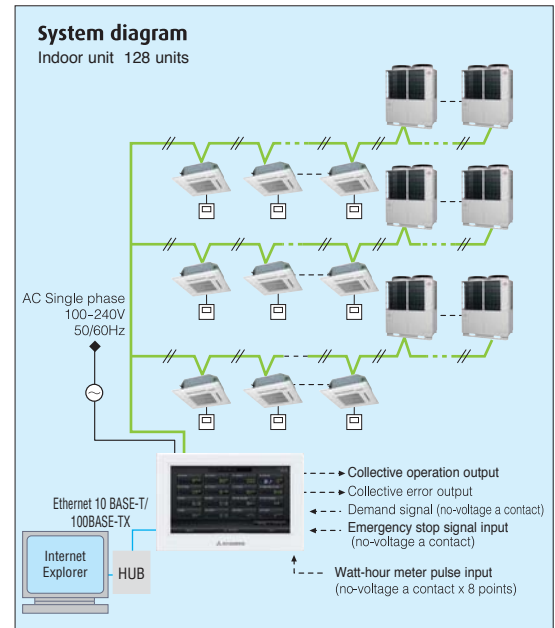 System diagram
Indoor unit 128 units
AC Single phase
100-240V
50/60Hz
Ethernet 10 BASE-T/
100BASE-TX
Internet
Explorer
HUB
Collective operation output
Collective error output
Demand signal (no-voltage a contact)
Emergency stop signal input
(no-voltage a contact)
Watt-hour meter pulse input
(no-voltage a contact x 8 points)